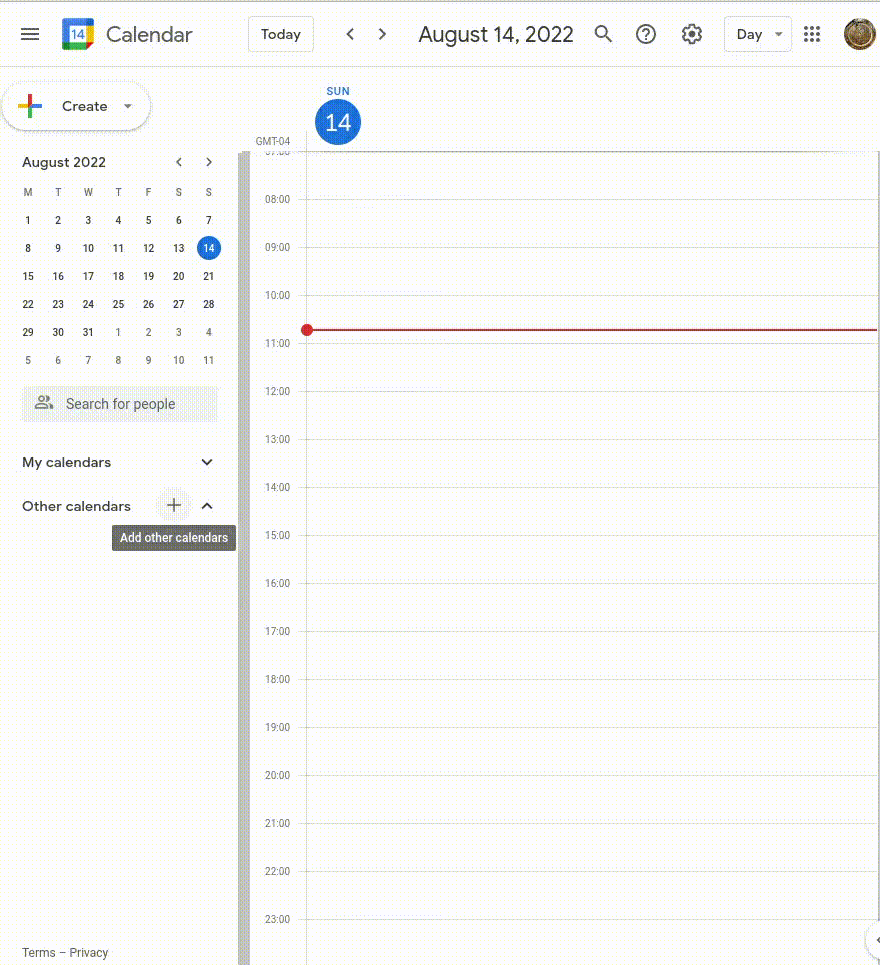 14 Calendar Today August 14, 2022 Day
Create
SUN
14
GMT-04
August 2022
M T W T F S S
1 2 3 4 5 6 7
8 9 10 11 12 13 14
15 16 17 18 19 20 21
22 23 24 25 26 27 28
29 30 31 1 2 3 4
5 6 7 8 9 10 11
Search for people
My calendars
Other calendars
Add other calendars
Terms – Privacy
07:00
08:00
09:00
10:00
11:00
12:00
13:00
14:00
15:00
16:00
17:00
18:00
19:00
20:00
21:00
22:00
23:00